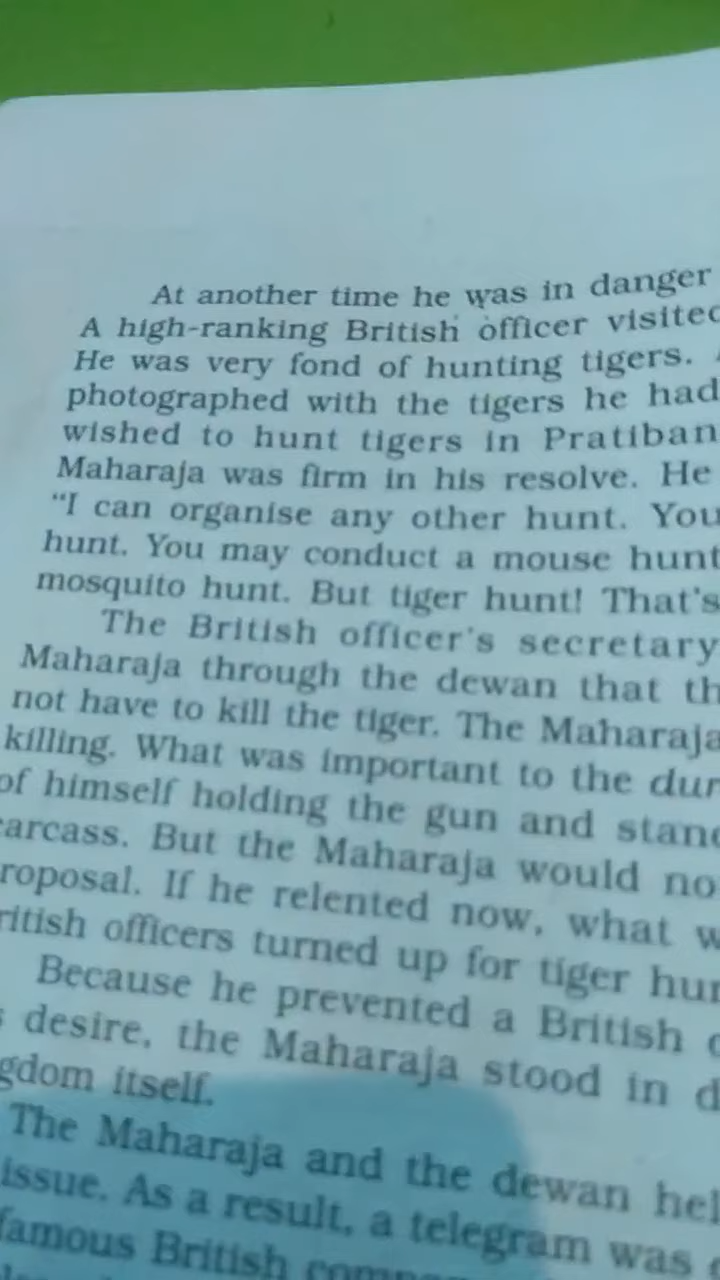 At another time he was in danger
A high-ranking British officer visited
He was very fond of hunting tigers.
photographed with the tigers he had
wished to hunt tigers in Pratiban
Maharaja was firm in his resolve. He
“I can organise any other hunt. You
hunt. You may conduct a mouse hunt
mosquito hunt. But tiger hunt! That's
The British officer's secretary
Maharaja through the dewan that th
not have to kill the tiger. The Maharaja
killing. What was important to the dur
of himself holding the gun and stand
carcass. But the Maharaja would no
roposal. If he relented now, what w
ritish officers turned up for tiger hun
Because he prevented a British o
s desire, the Maharaja stood in d
gdom itself.
The Maharaja and the dewan hel
issue. As a result, a telegram was
famous British compa